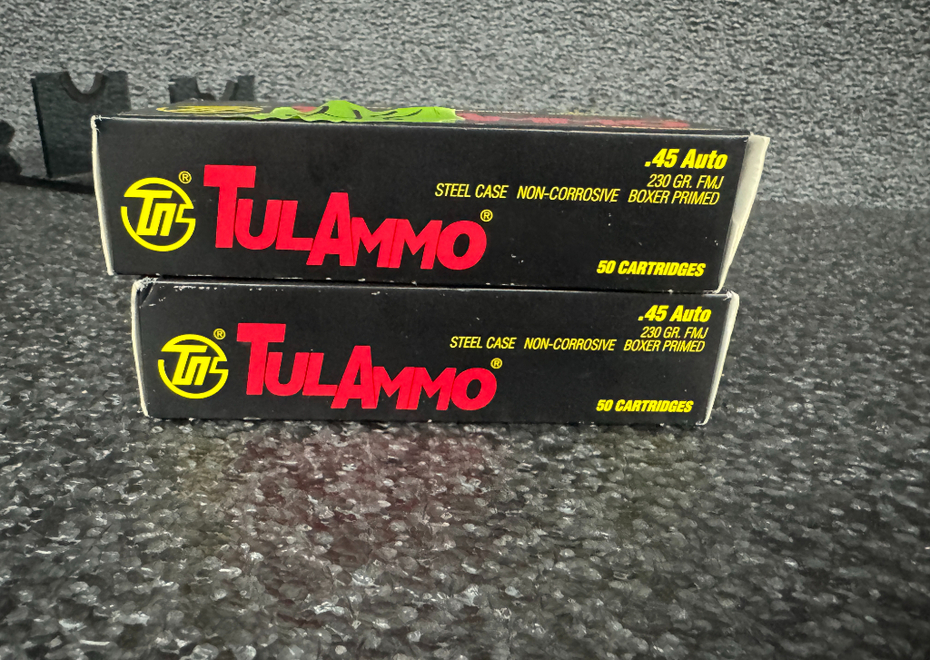 .45 Auto
230 GR. FMJ
STEEL CASE NON-CORROSIVE BOXER PRIMED
TulAmmo®
50 CARTRIDGES
.45 Auto
230 GR. FMJ
STEEL CASE NON-CORROSIVE BOXER PRIMED
TulAmmo®
50 CARTRIDGES